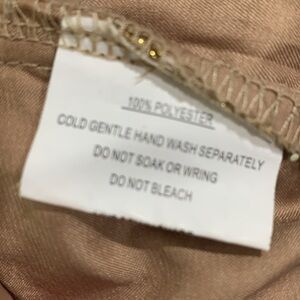 100% POLYESTER
COLD GENTLE HAND WASH SEPARATELY
DO NOT SOAK OR WRING
DO NOT BLEACH